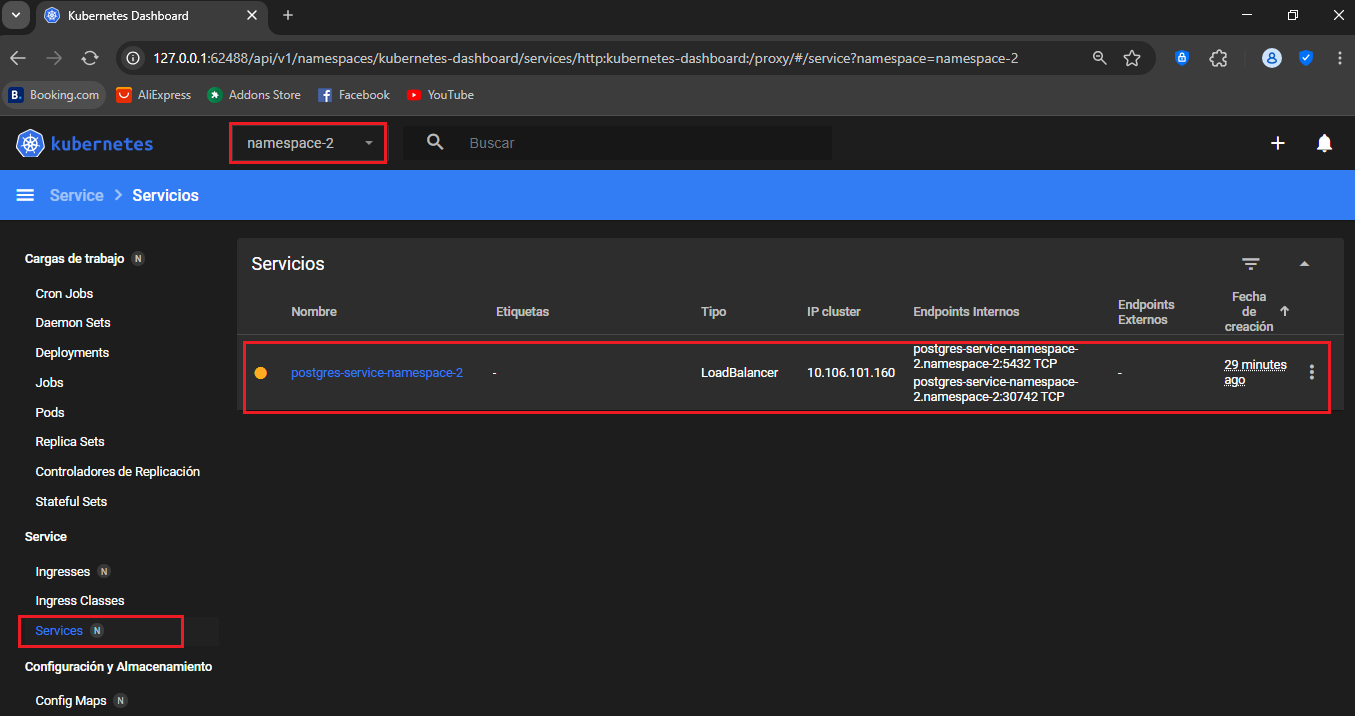 Kubernetes Dashboard
127.0.0.1:62488/api/v1/namespaces/kubernetes-dashboard/services/http:kubernetes-dashboard:/proxy/#/service?namespace=namespace-2
B. Booking.com AliExpress Addons Store Facebook YouTube
kubernetes namespace-2 Buscar
Service > Servicios
Cargas de trabajo N
Cron Jobs
Daemon Sets
Deployments
Jobs
Pods
Replica Sets
Controladores de Replicación
Stateful Sets
Service
Ingresses N
Ingress Classes
Services N
Configuración y Almacenamiento
Config Maps N
Servicios
Nombre Etiquetas Tipo IP cluster Endpoints Internos
Endpoints
Externos
Fecha
de
creación
postgres-service-namespace-2 - LoadBalancer 10.106.101.160
postgres-service-namespace-
2.namespace-2:5432 TCP
postgres-service-namespace-
2.namespace-2:30742 TCP
-
29 minutes
ago